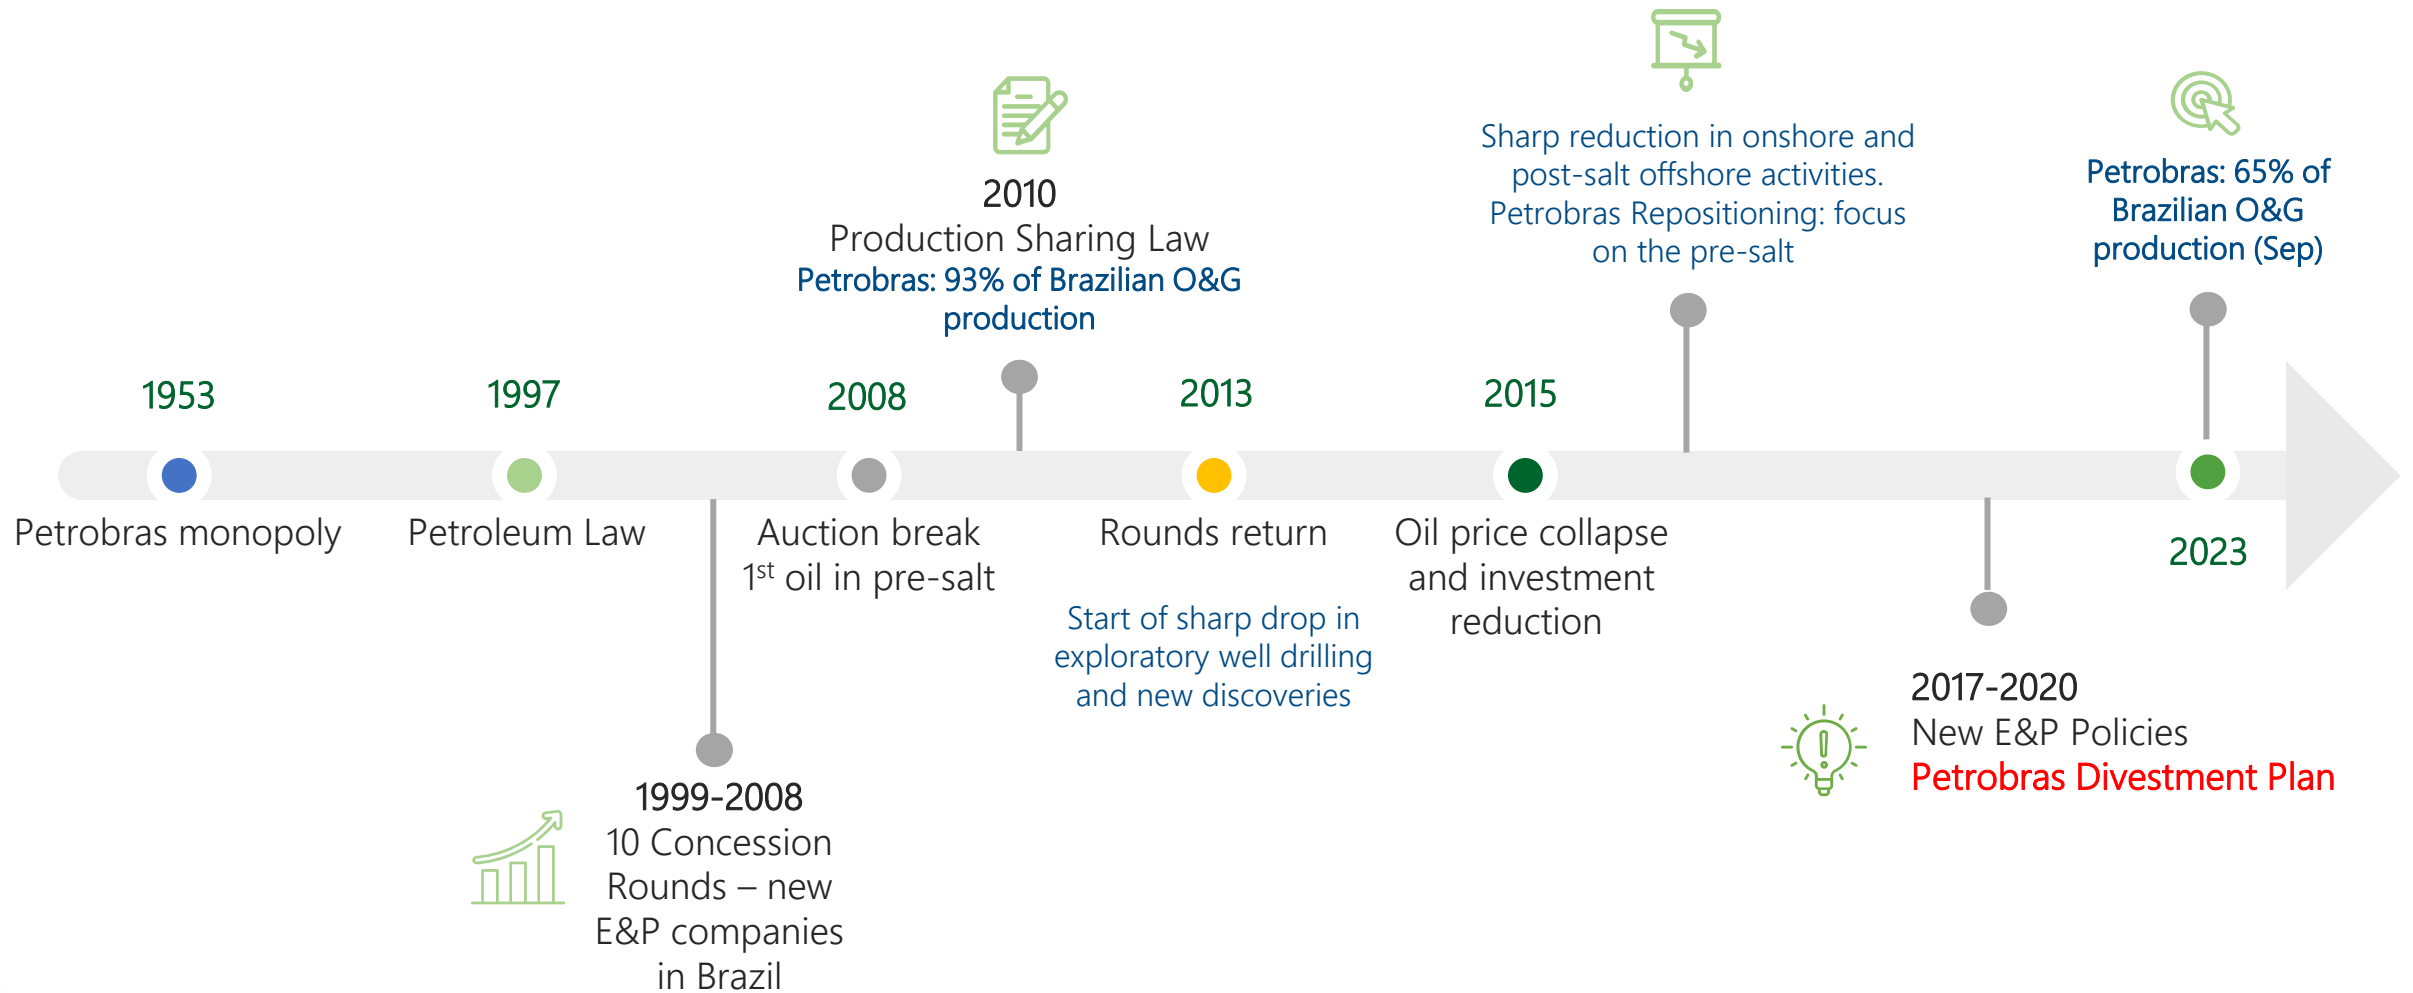 1953
Petrobras monopoly
1997
Petroleum Law
1999-2008
10 Concession
Rounds – new
E&P companies
in Brazil
2008
Auction break
1st oil in pre-salt
2010
Production Sharing Law
Petrobras: 93% of Brazilian O&G
production
2013
Rounds return
Start of sharp drop in
exploratory well drilling
and new discoveries
2015
Oil price collapse
and investment
reduction
Sharp reduction in onshore and
post-salt offshore activities.
Petrobras Repositioning: focus
on the pre-salt
2017-2020
New E&P Policies
Petrobras Divestment Plan
Petrobras: 65% of
Brazilian O&G
production (Sep)
2023